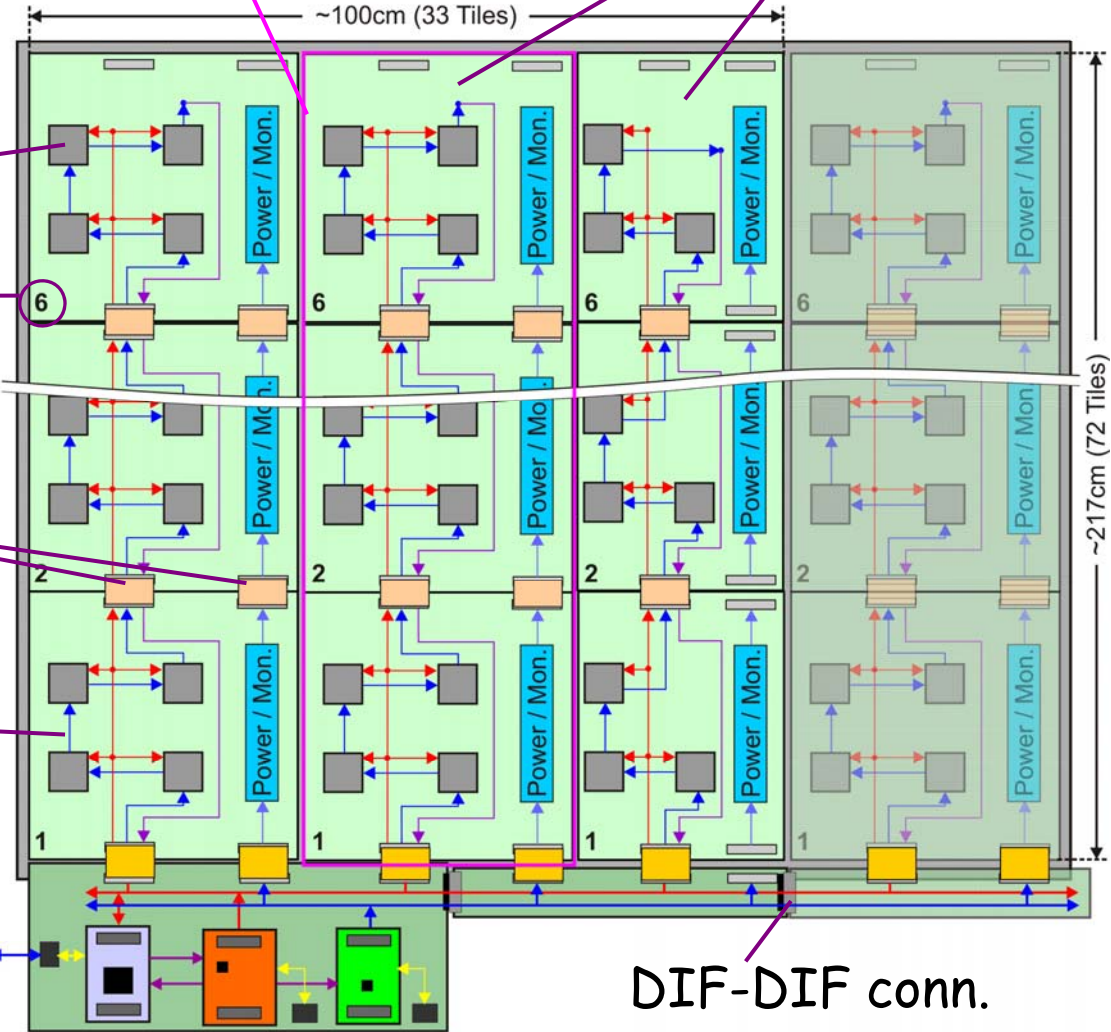 ~100cm (33 Tiles)
Power / Mon.
Power / Mon.
Power / Mon.
Power / Mon.
6
6
6
6
Power / Mon.
Power / Mon.
Power / Mon.
Power / Mon.
~217cm (72 Tiles)
2
2
2
2
Power / Mon.
Power / Mon.
Power / Mon.
Power / Mon.
1
1
1
1
DIF-DIF conn.